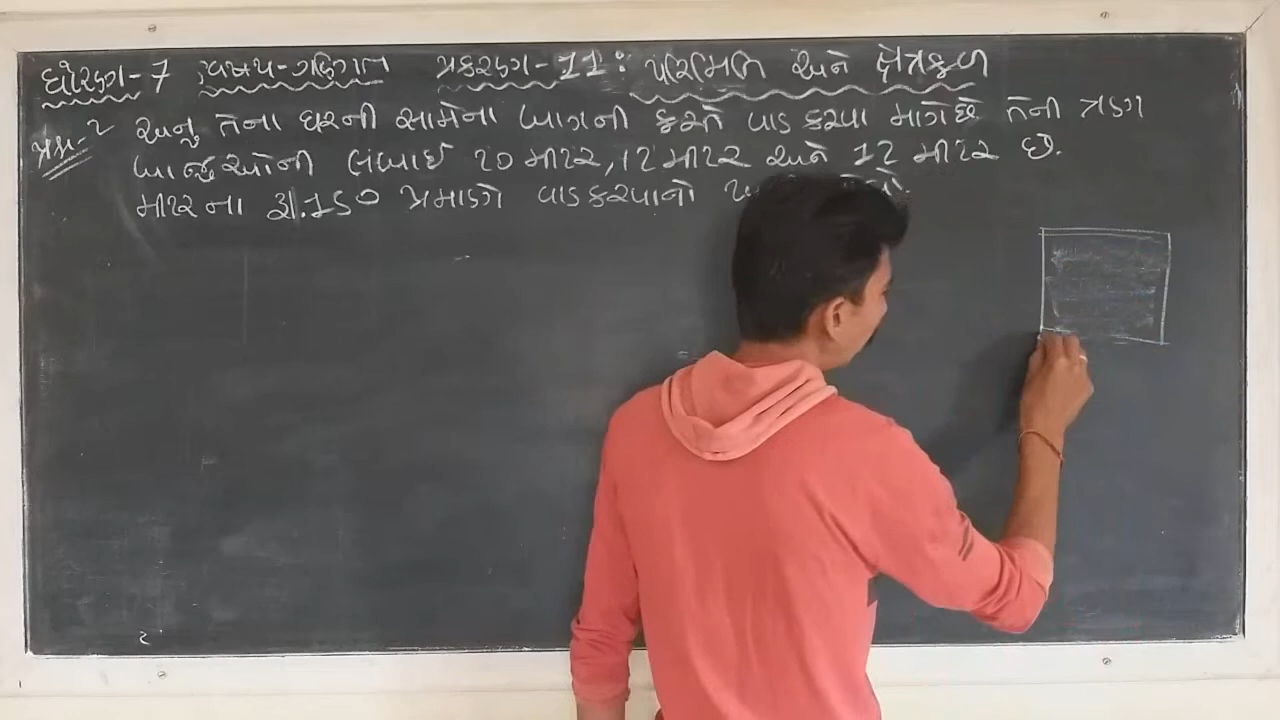 ધોરણ-7 વિષય-ગણિત પ્રકરણ-11: પરિમિતિ અને ક્ષેત્રફળ
પ્રશ્ન-2 અનુ તેના ઘરની સામેના બાગની ફરતે વાડ કરવા માગે છે તેની ત્રણ
બાજુઓની લંબાઈ 20 મીટર, 12 મીટર અને 12 મીટર છે.
મીટરના રૂ.150 પ્રમાણે વાડ કરવાનો